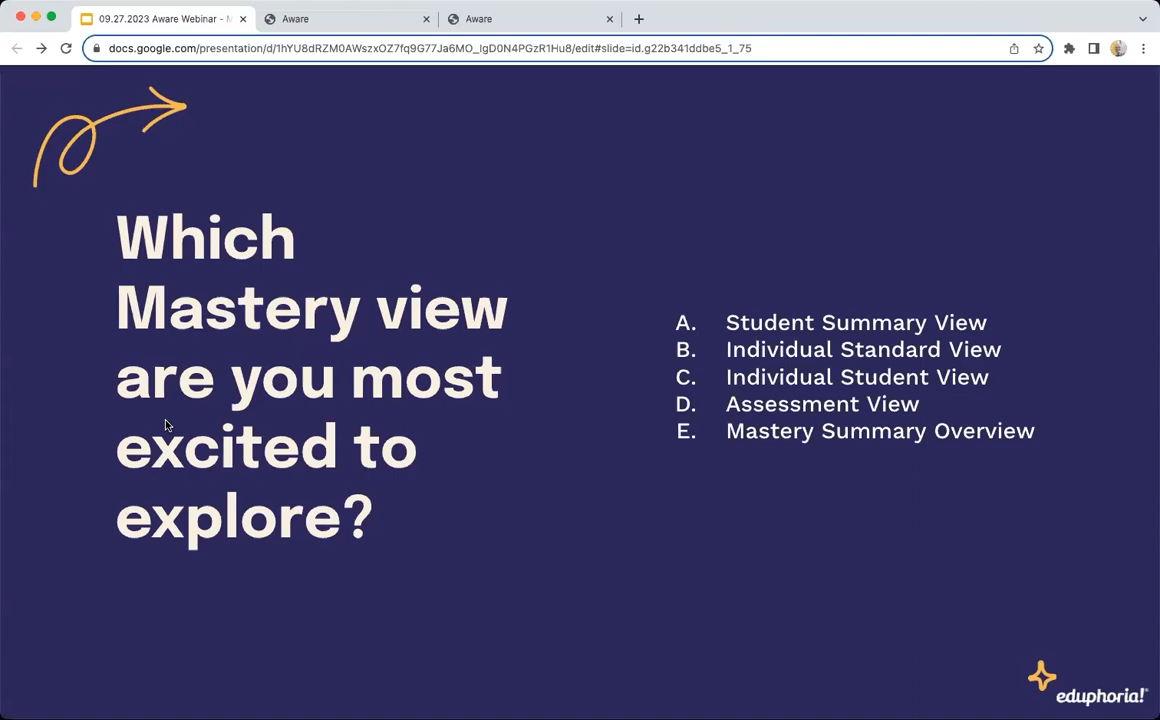 09.27.2023 Aware Webinar - M
Aware
Aware
docs.google.com/presentation/d/1hYU8dRZM0AWszxOZ7fq9G77Ja6MO_lgD0N4PGzR1Hu8/edit#slide=id.g22b341ddbe5_1_75
Which
Mastery view
are you most
excited to
explore?
A. Student Summary View
B. Individual Standard View
C. Individual Student View
D. Assessment View
E. Mastery Summary Overview
eduphoria!